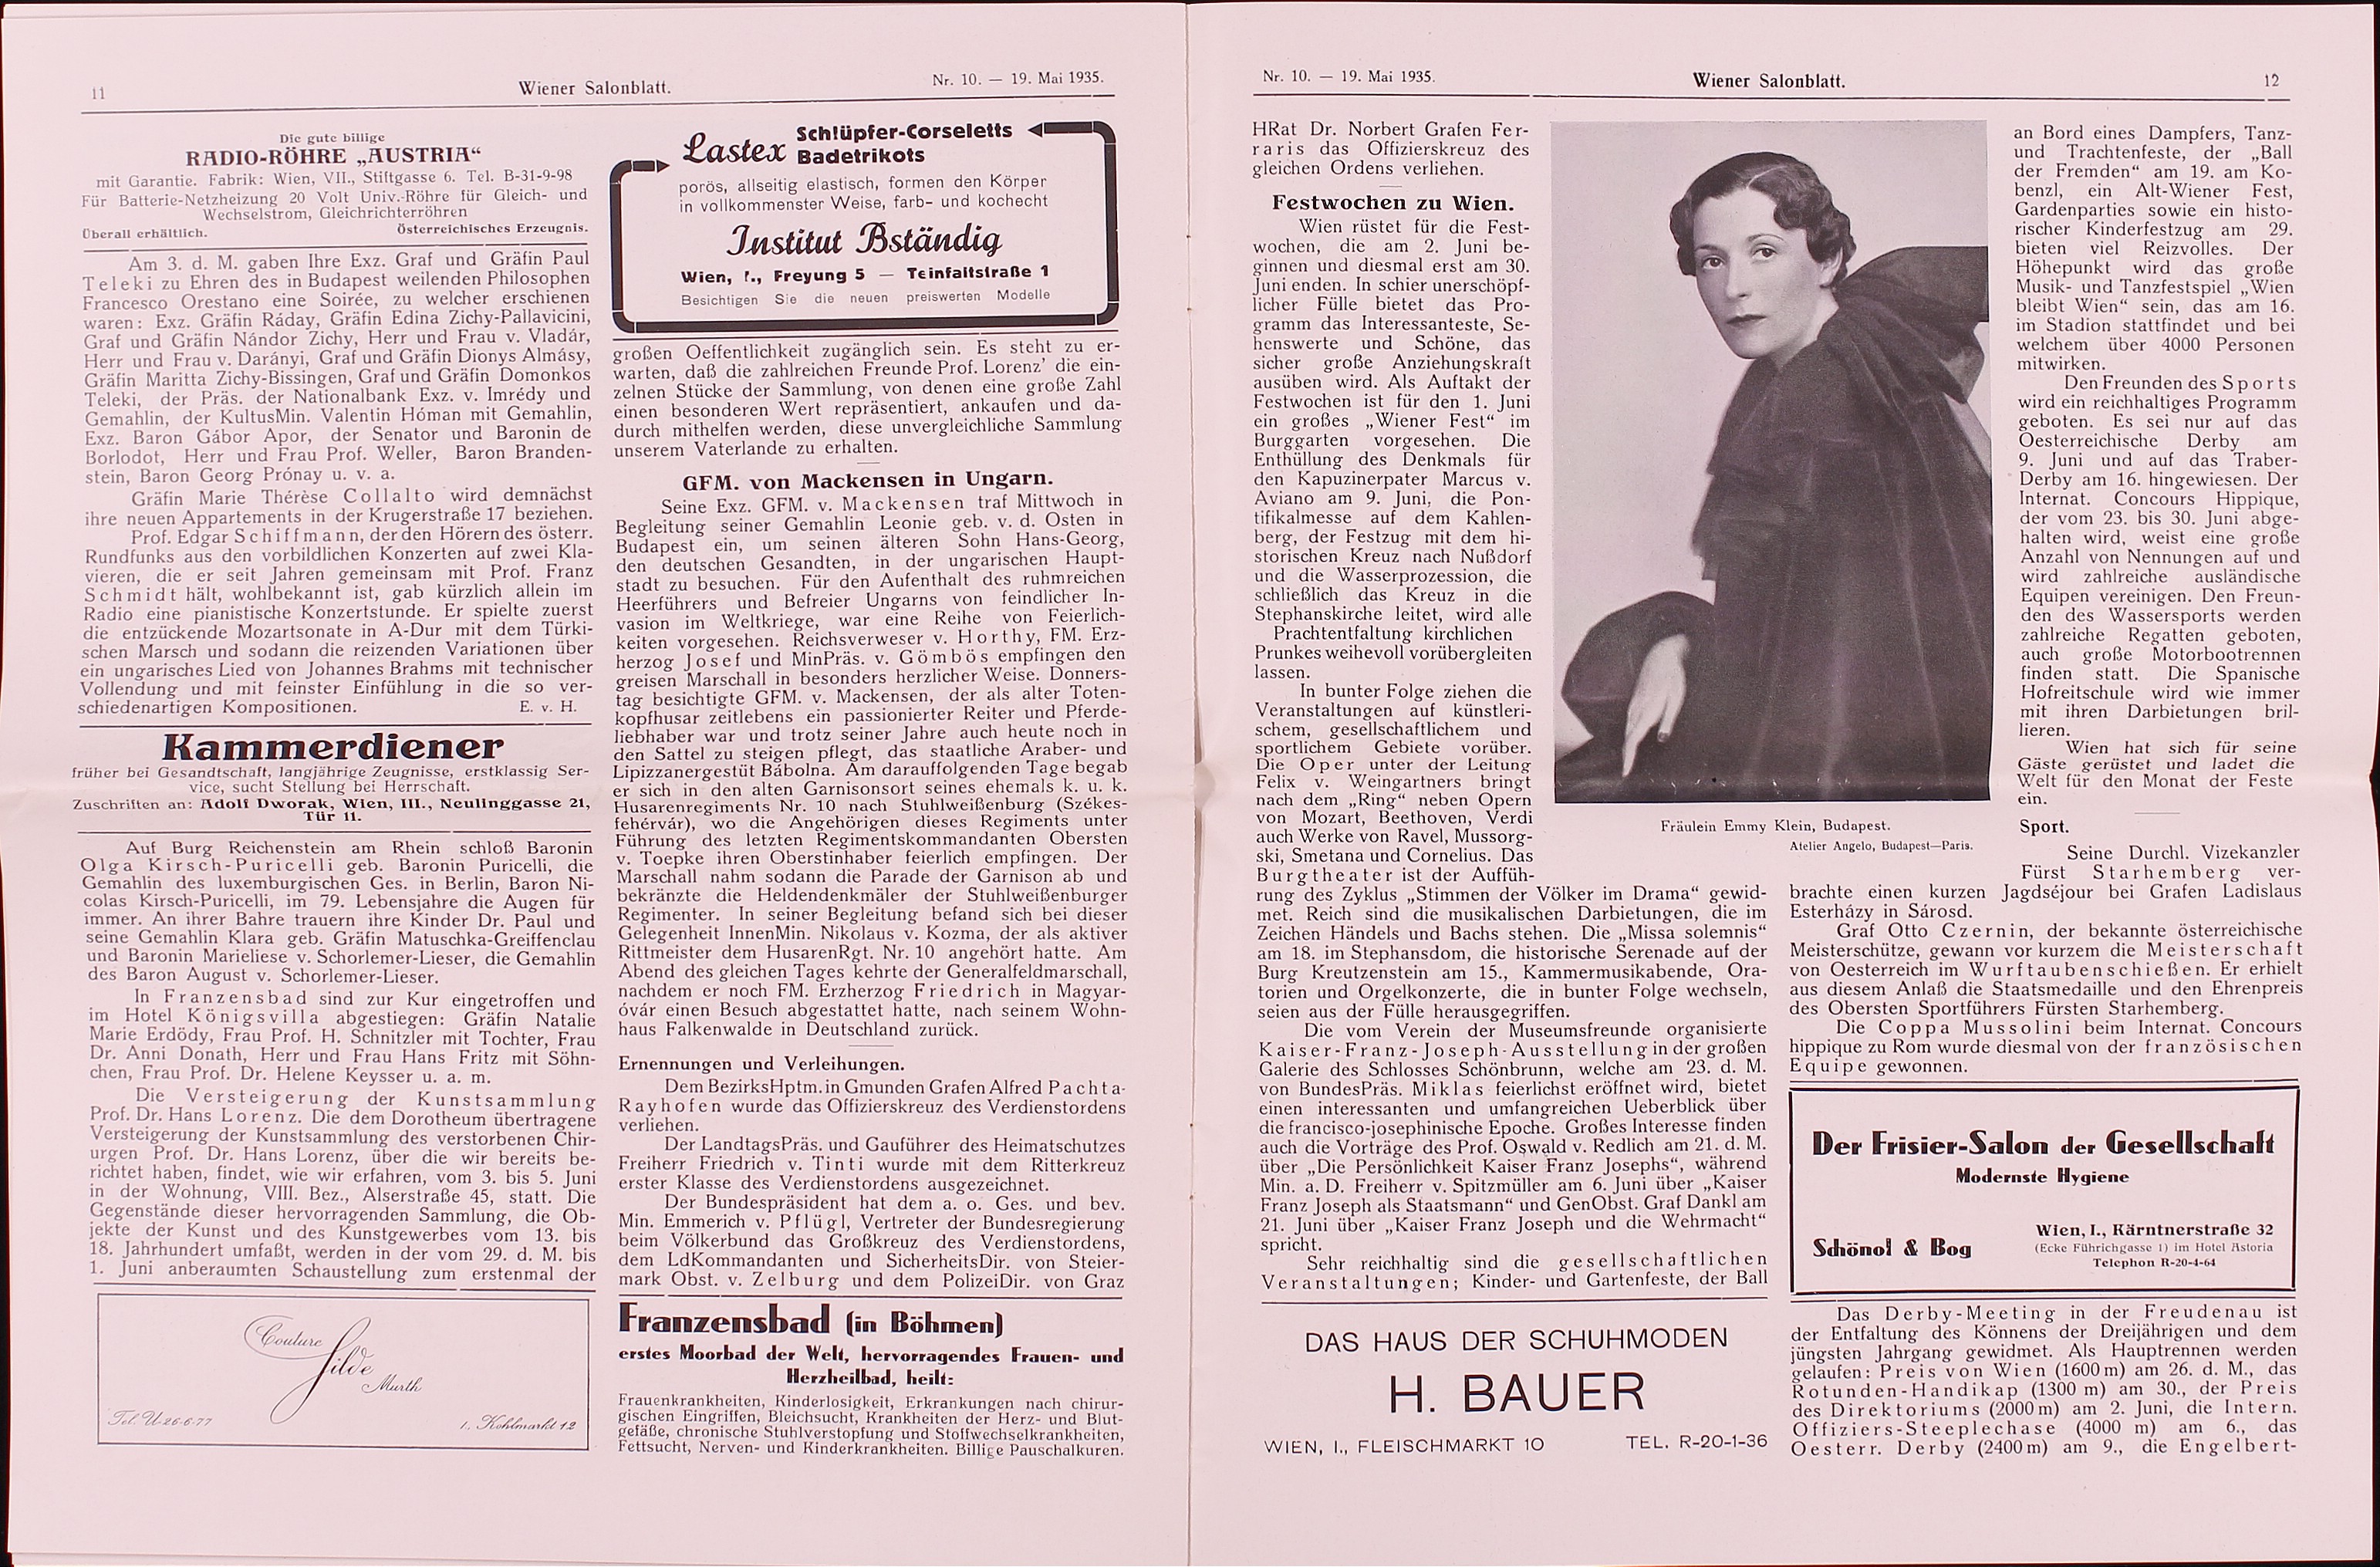 11
Wiener Salonblatt.
Nr. 10. — 19. Mai 1935.
Die gute billige
RADIO-RÖHRE „AUSTRIA“
mit Garantie. Fabrik: Wien, VII., Stiftgasse 6. Tel. B-31-9-98
Für Batterie-Netzheizung 20 Volt Univ.-Röhre für Gleich- und
Wechselstrom, Gleichrichterröhren
Überall erhältlich. Österreichisches Erzeugnis.
Am 3. d. M. gaben Ihre Exz. Graf und Gräfin Paul
Teleki zu Ehren des in Budapest weilenden Philosophen
Francesco Orestano eine Soirée, zu welcher erschienen
waren: Exz. Gräfin Ráday, Gräfin Edina Zichy-Pallavicini,
Graf und Gräfin Nándor Zichy, Herr und Frau v. Vladár,
Herr und Frau v. Darányi, Graf und Gräfin Dionys Almásy,
Gräfin Maritta Zichy-Bissingen, Graf und Gräfin Domonkos
Teleki, der Präs. der Nationalbank Exz. v. Imrédy und
Gemahlin, der KultusMin. Valentin Hóman mit Gemahlin,
Exz. Baron Gábor Apor, der Senator und Baronin de
Borlodot, Herr und Frau Prof. Weller, Baron Branden-
stein, Baron Georg Prónay u. v. a.
Gräfin Marie Thérèse Collalto wird demnächst
ihre neuen Appartements in der Krugerstraße 17 beziehen.
Prof. Edgar Schiffmann, der den Hörern des österr.
Rundfunks aus den vorbildlichen Konzerten auf zwei Kla-
vieren, die er seit Jahren gemeinsam mit Prof. Franz
Schmidt hält, wohlbekannt ist, gab kürzlich allein im
Radio eine pianistische Konzertstunde. Er spielte zuerst
die entzückende Mozartsonate in A-Dur mit dem Türki-
schen Marsch und sodann die reizenden Variationen über
ein ungarisches Lied von Johannes Brahms mit technischer
Vollendung und mit feinster Einfühlung in die so ver-
schiedenartigen Kompositionen. E. v. H.
Kammerdiener
früher bei Gesandtschaft, langjährige Zeugnisse, erstklassig Ser-
vice, sucht Stellung bei Herrschaft.
Zuschriften an: Adolf Dworak, Wien, III., Neulinggasse 21,
Tür 11.
Auf Burg Reichenstein am Rhein schloß Baronin
Olga Kirsch-Puricelli geb. Baronin Puricelli, die
Gemahlin des luxemburgischen Ges. in Berlin, Baron Ni-
colas Kirsch-Puricelli, im 79. Lebensjahre die Augen für
immer. An ihrer Bahre trauern ihre Kinder Dr. Paul und
seine Gemahlin Klara geb. Gräfin Matuschka-Greiffenclau
und Baronin Marieliese v. Schorlemer-Lieser, die Gemahlin
des Baron August v. Schorlemer-Lieser.
In Franzensbad sind zur Kur eingetroffen und
im Hotel Königsvilla abgestiegen: Gräfin Natalie
Marie Erdödy, Frau Prof. H. Schnitzler mit Tochter, Frau
Dr. Anni Donath, Herr und Frau Hans Fritz mit Söhn-
chen, Frau Prof. Dr. Helene Keysser u. a. m.
Die Versteigerung der Kunstsammlung
Prof. Dr. Hans Lorenz. Die dem Dorotheum übertragene
Versteigerung der Kunstsammlung des verstorbenen Chir-
urgen Prof. Dr. Hans Lorenz, über die wir bereits be-
richtet haben, findet, wie wir erfahren, vom 3. bis 5. Juni
in der Wohnung, VIII. Bez., Alserstraße 45, statt. Die
Gegenstände dieser hervorragenden Sammlung, die Ob-
jekte der Kunst und des Kunstgewerbes vom 13. bis
18. Jahrhundert umfaßt, werden in der vom 29. d. M. bis
1. Juni anberaumten Schaustellung zum erstenmal der
Couture
Hilde
Murth
Tel. U-26-6-77 1., Kohlmarkt 12
Lastex Schlüpfer-Corseletts
Badetrikots
porös, allseitig elastisch, formen den Körper
in vollkommenster Weise, farb- und kochecht
Institut Bständig
Wien, I., Freyung 5 — Teinfaltstraße 1
Besichtigen Sie die neuen preiswerten Modelle
großen Oeffentlichkeit zugänglich sein. Es steht zu er-
warten, daß die zahlreichen Freunde Prof. Lorenz' die ein-
zelnen Stücke der Sammlung, von denen eine große Zahl
einen besonderen Wert repräsentiert, ankaufen und da-
durch mithelfen werden, diese unvergleichliche Sammlung
unserem Vaterlande zu erhalten.
GFM. von Mackensen in Ungarn.
Seine Exz. GFM. v. Mackensen traf Mittwoch in
Begleitung seiner Gemahlin Leonie geb. v. d. Osten in
Budapest ein, um seinen älteren Sohn Hans-Georg,
den deutschen Gesandten, in der ungarischen Haupt-
stadt zu besuchen. Für den Aufenthalt des ruhmreichen
Heerführers und Befreier Ungarns von feindlicher In-
vasion im Weltkriege, war eine Reihe von Feierlich-
keiten vorgesehen. Reichsverweser v. Horthy, FM. Erz-
herzog Josef und MinPräs. v. Gömbös empfingen den
greisen Marschall in besonders herzlicher Weise. Donners-
tag besichtigte GFM. v. Mackensen, der als alter Toten-
kopfhusar zeitlebens ein passionierter Reiter und Pferde-
liebhaber war und trotz seiner Jahre auch heute noch in
den Sattel zu steigen pflegt, das staatliche Araber- und
Lipizzanergestüt Bábolna. Am darauffolgenden Tage begab
er sich in den alten Garnisonsort seines ehemals k. u. k.
Husarenregiments Nr. 10 nach Stuhlweißenburg (Székes-
fehérvár), wo die Angehörigen dieses Regiments unter
Führung des letzten Regimentskommandanten Obersten
v. Toepke ihren Oberstinhaber feierlich empfingen. Der
Marschall nahm sodann die Parade der Garnison ab und
bekränzte die Heldendenkmäler der Stuhlweißenburger
Regimenter. In seiner Begleitung befand sich bei dieser
Gelegenheit InnenMin. Nikolaus v. Kozma, der als aktiver
Rittmeister dem HusarenRgt. Nr. 10 angehört hatte. Am
Abend des gleichen Tages kehrte der Generalfeldmarschall,
nachdem er noch FM. Erzherzog Friedrich in Magyar-
óvár einen Besuch abgestattet hatte, nach seinem Wohn-
haus Falkenwalde in Deutschland zurück.
Ernennungen und Verleihungen.
Dem BezirksHptm. in Gmunden Grafen Alfred Pachta-
Rayhofen wurde das Offizierskreuz des Verdienstordens
verliehen.
Der LandtagsPräs. und Gauführer des Heimatschutzes
Freiherr Friedrich v. Tinti wurde mit dem Ritterkreuz
erster Klasse des Verdienstordens ausgezeichnet.
Der Bundespräsident hat dem a. o. Ges. und bev.
Min. Emmerich v. Pflügl, Vertreter der Bundesregierung
beim Völkerbund das Großkreuz des Verdienstordens,
dem LdKommandanten und SicherheitsDir. von Steier-
mark Obst. v. Zelburg und dem PolizeiDir. von Graz
Franzensbad (in Böhmen)
erstes Moorbad der Welt, hervorragendes Frauen- und
Herzheilbad, heilt:
Frauenkrankheiten, Kinderlosigkeit, Erkrankungen nach chirur-
gischen Eingriffen, Bleichsucht, Krankheiten der Herz- und Blut-
gefäße, chronische Stuhlverstopfung und Stoffwechselkrankheiten,
Fettsucht, Nerven- und Kinderkrankheiten. Billige Pauschalkuren.
Nr. 10. — 19. Mai 1935.
Wiener Salonblatt.
12
HRat Dr. Norbert Grafen Fer-
raris das Offizierskreuz des
gleichen Ordens verliehen.
Festwochen zu Wien.
Wien rüstet für die Fest-
wochen, die am 2. Juni be-
ginnen und diesmal erst am 30.
Juni enden. In schier unerschöpf-
licher Fülle bietet das Pro-
gramm das Interessanteste, Se-
henswerte und Schöne, das
sicher große Anziehungskraft
ausüben wird. Als Auftakt der
Festwochen ist für den 1. Juni
ein großes „Wiener Fest“ im
Burggarten vorgesehen. Die
Enthüllung des Denkmals für
den Kapuzinerpater Marcus v.
Aviano am 9. Juni, die Pon-
tifikalmesse auf dem Kahlen-
berg, der Festzug mit dem hi-
storischen Kreuz nach Nußdorf
und die Wasserprozession, die
schließlich das Kreuz in die
Stephanskirche leitet, wird alle
Prachtentfaltung kirchlichen
Prunkes weihevoll vorübergleiten
lassen.
In bunter Folge ziehen die
Veranstaltungen auf künstleri-
schem, gesellschaftlichem und
sportlichem Gebiete vorüber.
Die Oper unter der Leitung
Felix v. Weingartners bringt
nach dem „Ring“ neben Opern
von Mozart, Beethoven, Verdi
auch Werke von Ravel, Mussorg-
ski, Smetana und Cornelius. Das
Burgtheater ist der Auffüh-
rung des Zyklus „Stimmen der Völker im Drama“ gewid-
met. Reich sind die musikalischen Darbietungen, die im
Zeichen Händels und Bachs stehen. Die „Missa solemnis“
am 18. im Stephansdom, die historische Serenade auf der
Burg Kreutzenstein am 15., Kammermusikabende, Ora-
torien und Orgelkonzerte, die in bunter Folge wechseln,
seien aus der Fülle herausgegriffen.
Die vom Verein der Museumsfreunde organisierte
Kaiser-Franz-Joseph-Ausstellung in der großen
Galerie des Schlosses Schönbrunn, welche am 23. d. M.
von BundesPräs. Miklas feierlichst eröffnet wird, bietet
einen interessanten und umfangreichen Ueberblick über
die francisco-josephinische Epoche. Großes Interesse finden
auch die Vorträge des Prof. Oswald v. Redlich am 21. d. M.
über „Die Persönlichkeit Kaiser Franz Josephs“, während
Min. a. D. Freiherr v. Spitzmüller am 6. Juni über „Kaiser
Franz Joseph als Staatsmann“ und GenObst. Graf Dankl am
21. Juni über „Kaiser Franz Joseph und die Wehrmacht“
spricht.
Sehr reichhaltig sind die gesellschaftlichen
Veranstaltungen; Kinder- und Gartenfeste, der Ball
DAS HAUS DER SCHUHMODEN
H. BAUER
WIEN, I., FLEISCHMARKT 10 TEL. R-20-1-36
Fräulein Emmy Klein, Budapest.
Atelier Angelo, Budapest—Paris.
an Bord eines Dampfers, Tanz-
und Trachtenfeste, der „Ball
der Fremden“ am 19. am Ko-
benzl, ein Alt-Wiener Fest,
Gardenparties sowie ein histo-
rischer Kinderfestzug am 29.
bieten viel Reizvolles. Der
Höhepunkt wird das große
Musik- und Tanzfestspiel „Wien
bleibt Wien“ sein, das am 16.
im Stadion stattfindet und bei
welchem über 4000 Personen
mitwirken.
Den Freunden des Sports
wird ein reichhaltiges Programm
geboten. Es sei nur auf das
Oesterreichische Derby am
9. Juni und auf das Traber-
Derby am 16. hingewiesen. Der
Internat. Concours Hippique,
der vom 23. bis 30. Juni abge-
halten wird, weist eine große
Anzahl von Nennungen auf und
wird zahlreiche ausländische
Equipen vereinigen. Den Freun-
den des Wassersports werden
zahlreiche Regatten geboten,
auch große Motorbootrennen
finden statt. Die Spanische
Hofreitschule wird wie immer
mit ihren Darbietungen bril-
lieren.
Wien hat sich für seine
Gäste gerüstet und ladet die
Welt für den Monat der Feste
ein.
Sport.
Seine Durchl. Vizekanzler
Fürst Starhemberg ver-
brachte einen kurzen Jagdséjour bei Grafen Ladislaus
Esterházy in Sárosd.
Graf Otto Czernin, der bekannte österreichische
Meisterschütze, gewann vor kurzem die Meisterschaft
von Oesterreich im Wurftaubenschießen. Er erhielt
aus diesem Anlaß die Staatsmedaille und den Ehrenpreis
des Obersten Sportführers Fürsten Starhemberg.
Die Coppa Mussolini beim Internat. Concours
hippique zu Rom wurde diesmal von der französischen
Equipe gewonnen.
Der Frisier-Salon der Gesellschaft
Modernste Hygiene
Schönol & Bog
Wien, I., Kärntnerstraße 32
(Ecke Führichgasse 1) im Hotel Astoria
Telephon R-20-4-64
Das Derby-Meeting in der Freudenau ist
der Entfaltung des Könnens der Dreijährigen und dem
jüngsten Jahrgang gewidmet. Als Hauptrennen werden
gelaufen: Preis von Wien (1600 m) am 26. d. M., das
Rotunden-Handikap (1300 m) am 30., der Preis
des Direktoriums (2000 m) am 2. Juni, die Intern.
Offiziers-Steeplechase (4000 m) am 6., das
Oesterr. Derby (2400 m) am 9., die Engelbert-